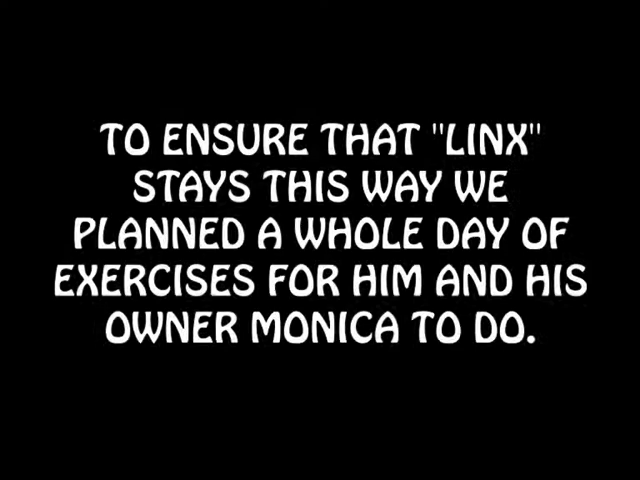 TO ENSURE THAT "LINX"
STAYS THIS WAY WE
PLANNED A WHOLE DAY OF
EXERCISES FOR HIM AND HIS
OWNER MONICA TO DO.